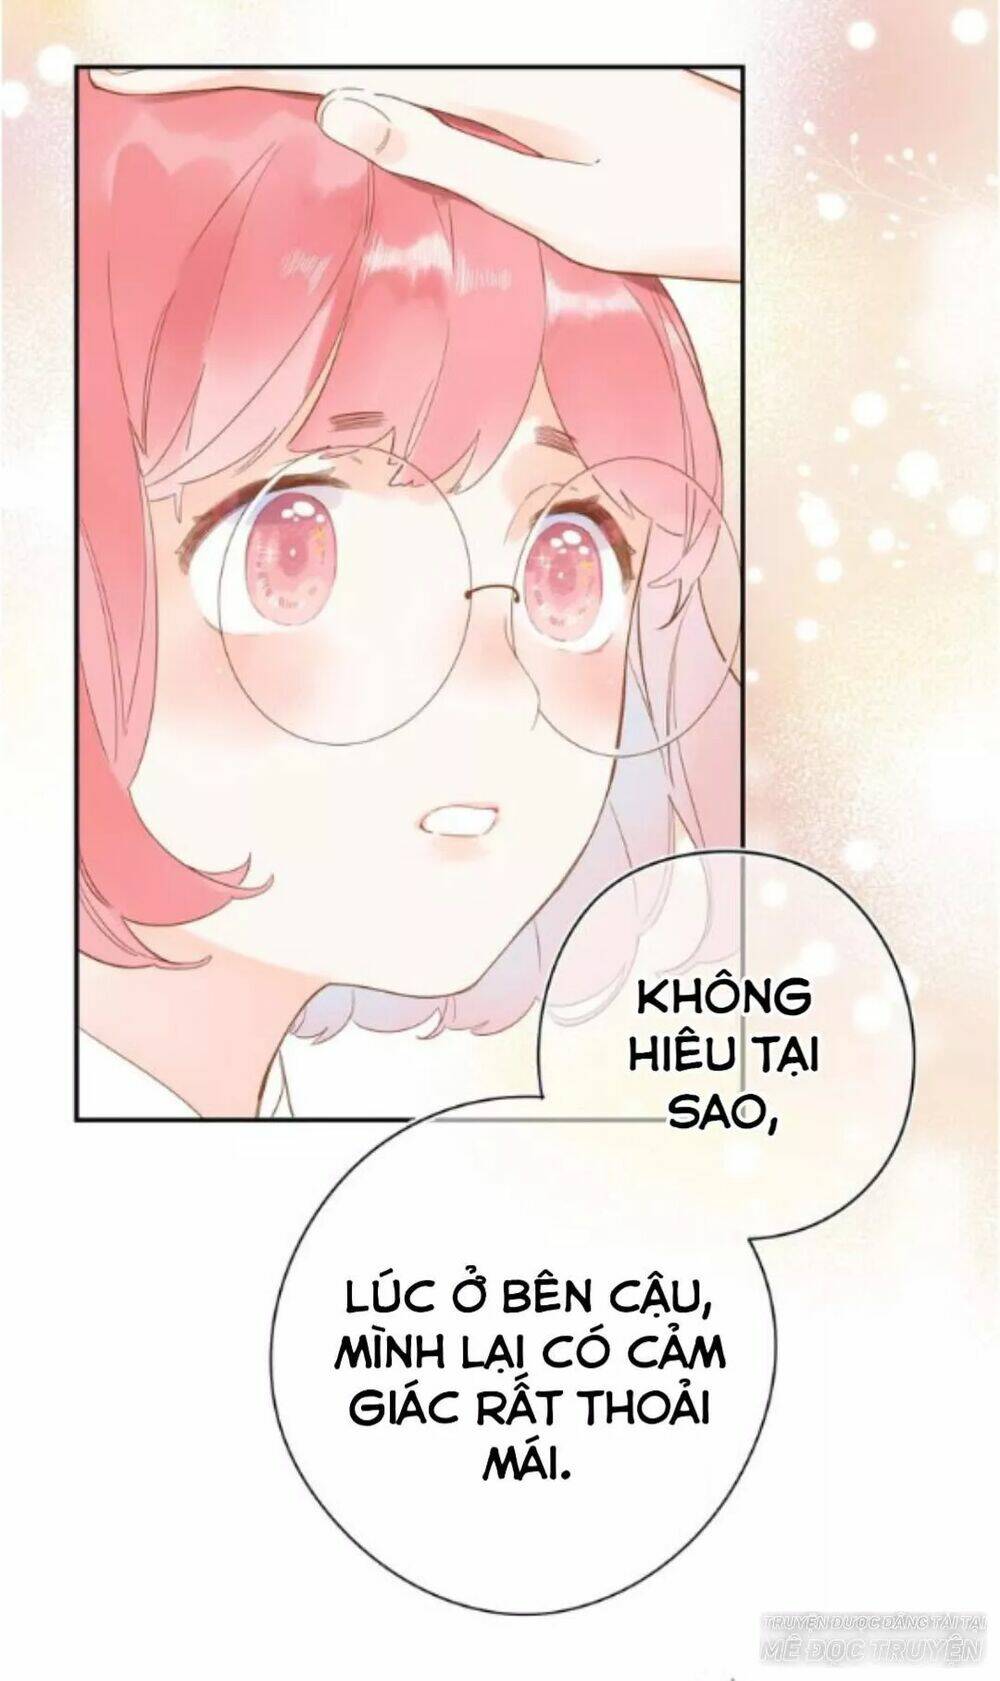 KHÔNG
HIÊU TẠI
SAO,
LÚC Ở BÊN CẬU,
MÌNH LẠI CÓ CẢM
GIÁC RẤT THOẢI
MÁI.
TRUYỆN ĐƯỢC ĐĂNG TẢI TẠI
MÊ ĐỌC TRUYỆN